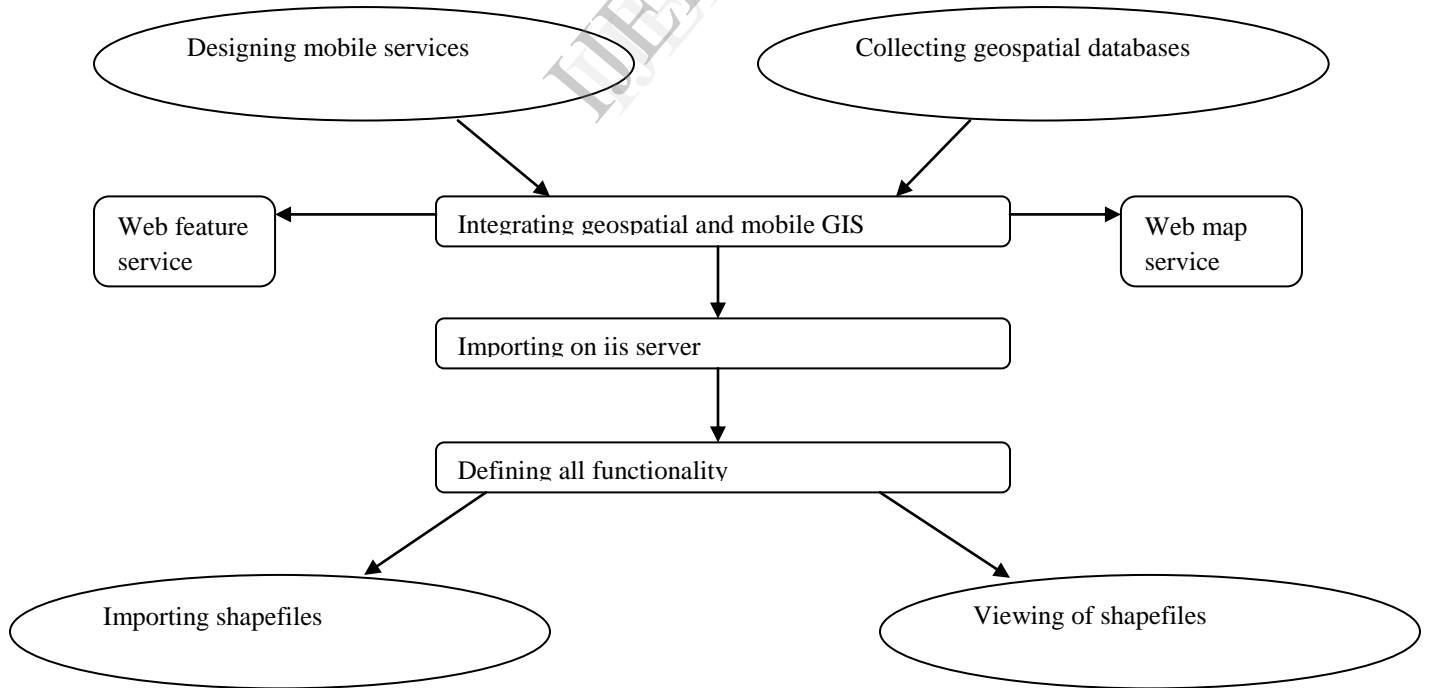 Designing mobile services
Collecting geospatial databases
Web feature
service
Integrating geospatial and mobile GIS
Web map
service
Importing on iis server
Defining all functionality
Importing shapefiles
Viewing of shapefiles